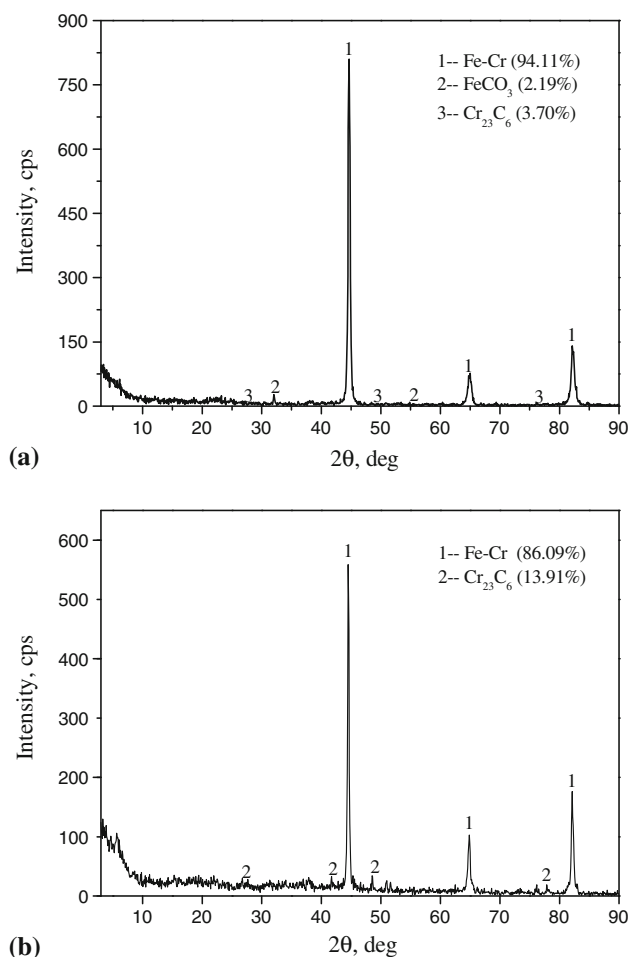 900
750
600
450
300
150
0
Intensity, cps
1-- Fe-Cr (94.11%)
2-- FeCO₃ (2.19%)
3-- Cr₂₃C₆ (3.70%)
1
3
2
3
2
1
3
1
10 20 30 40 50 60 70 80 90
2θ, deg
(a)
600
500
400
300
200
100
0
Intensity, cps
1-- Fe-Cr (86.09%)
2-- Cr₂₃C₆ (13.91%)
1
2
2
2
1
2
1
10 20 30 40 50 60 70 80 90
2θ, deg
(b)